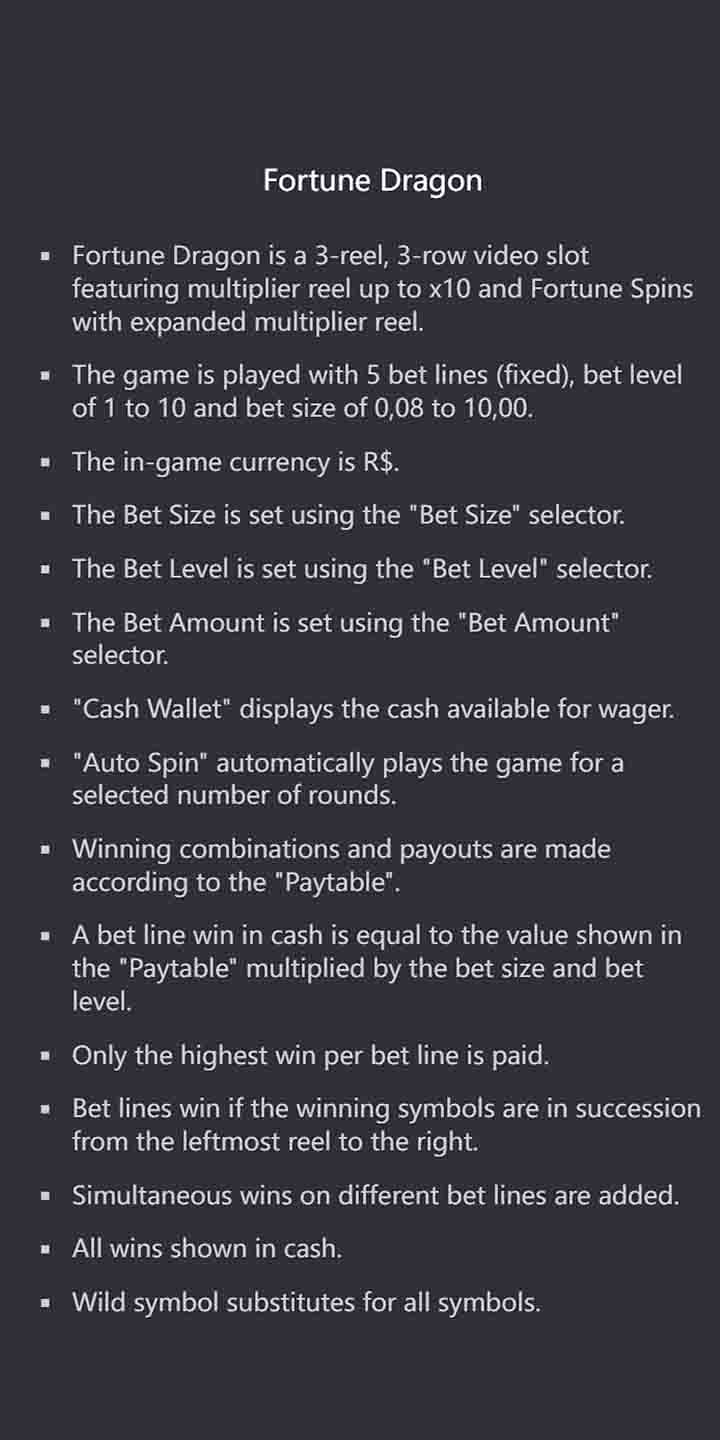 Fortune Dragon
▪ Fortune Dragon is a 3-reel, 3-row video slot
featuring multiplier reel up to x10 and Fortune Spins
with expanded multiplier reel.
▪ The game is played with 5 bet lines (fixed), bet level
of 1 to 10 and bet size of 0,08 to 10,00.
▪ The in-game currency is R$.
▪ The Bet Size is set using the "Bet Size" selector.
▪ The Bet Level is set using the "Bet Level" selector.
▪ The Bet Amount is set using the "Bet Amount"
selector.
▪ "Cash Wallet" displays the cash available for wager.
▪ "Auto Spin" automatically plays the game for a
selected number of rounds.
▪ Winning combinations and payouts are made
according to the "Paytable".
▪ A bet line win in cash is equal to the value shown in
the "Paytable" multiplied by the bet size and bet
level.
▪ Only the highest win per bet line is paid.
▪ Bet lines win if the winning symbols are in succession
from the leftmost reel to the right.
▪ Simultaneous wins on different bet lines are added.
▪ All wins shown in cash.
▪ Wild symbol substitutes for all symbols.